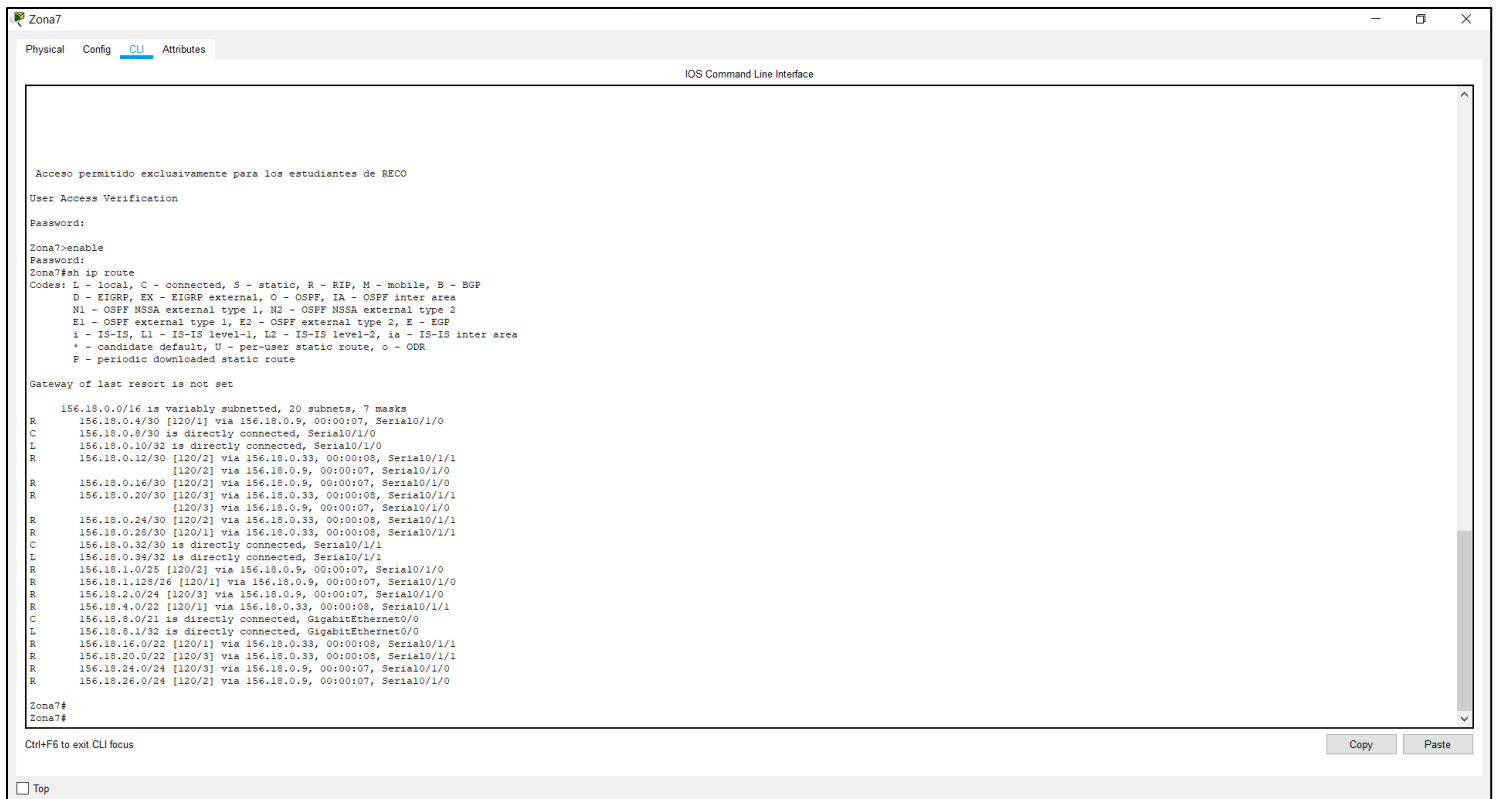 Zona7
Physical Config CLI Attributes
IOS Command Line Interface
Acceso permitido exclusivamente para los estudiantes de RECO
User Access Verification
Password:
Zona7>enable
Password:
Zona7#sh ip route
Codes: L - local, C - connected, S - static, R - RIP, M - mobile, B - BGP
D - EIGRP, EX - EIGRP external, O - OSPF, IA - OSPF inter area
N1 - OSPF NSSA external type 1, N2 - OSPF NSSA external type 2
E1 - OSPF external type 1, E2 - OSPF external type 2, E - EGP
i - IS-IS, L1 - IS-IS level-1, L2 - IS-IS level-2, ia - IS-IS inter area
* - candidate default, U - per-user static route, o - ODR
P - periodic downloaded static route
Gateway of last resort is not set
156.18.0.0/16 is variably subnetted, 20 subnets, 7 masks
R 156.18.0.4/30 [120/1] via 156.18.0.9, 00:00:07, Serial0/1/0
C 156.18.0.8/30 is directly connected, Serial0/1/0
L 156.18.0.10/32 is directly connected, Serial0/1/0
R 156.18.0.12/30 [120/2] via 156.18.0.33, 00:00:08, Serial0/1/1
[120/2] via 156.18.0.9, 00:00:07, Serial0/1/0
R 156.18.0.16/30 [120/2] via 156.18.0.9, 00:00:07, Serial0/1/0
R 156.18.0.20/30 [120/3] via 156.18.0.33, 00:00:08, Serial0/1/1
[120/3] via 156.18.0.9, 00:00:07, Serial0/1/0
R 156.18.0.24/30 [120/2] via 156.18.0.33, 00:00:08, Serial0/1/1
R 156.18.0.28/30 [120/1] via 156.18.0.33, 00:00:08, Serial0/1/1
C 156.18.0.32/30 is directly connected, Serial0/1/1
L 156.18.0.34/32 is directly connected, Serial0/1/1
R 156.18.1.0/25 [120/2] via 156.18.0.9, 00:00:07, Serial0/1/0
R 156.18.1.128/26 [120/1] via 156.18.0.9, 00:00:07, Serial0/1/0
R 156.18.2.0/24 [120/3] via 156.18.0.9, 00:00:07, Serial0/1/0
R 156.18.4.0/22 [120/1] via 156.18.0.33, 00:00:08, Serial0/1/1
C 156.18.8.0/21 is directly connected, GigabitEthernet0/0
L 156.18.8.1/32 is directly connected, GigabitEthernet0/0
R 156.18.16.0/22 [120/1] via 156.18.0.33, 00:00:08, Serial0/1/1
R 156.18.20.0/22 [120/3] via 156.18.0.33, 00:00:08, Serial0/1/1
R 156.18.24.0/24 [120/3] via 156.18.0.9, 00:00:07, Serial0/1/0
R 156.18.26.0/24 [120/2] via 156.18.0.9, 00:00:07, Serial0/1/0
Zona7#
Zona7#
Ctrl+F6 to exit CLI focus
Copy Paste
Top